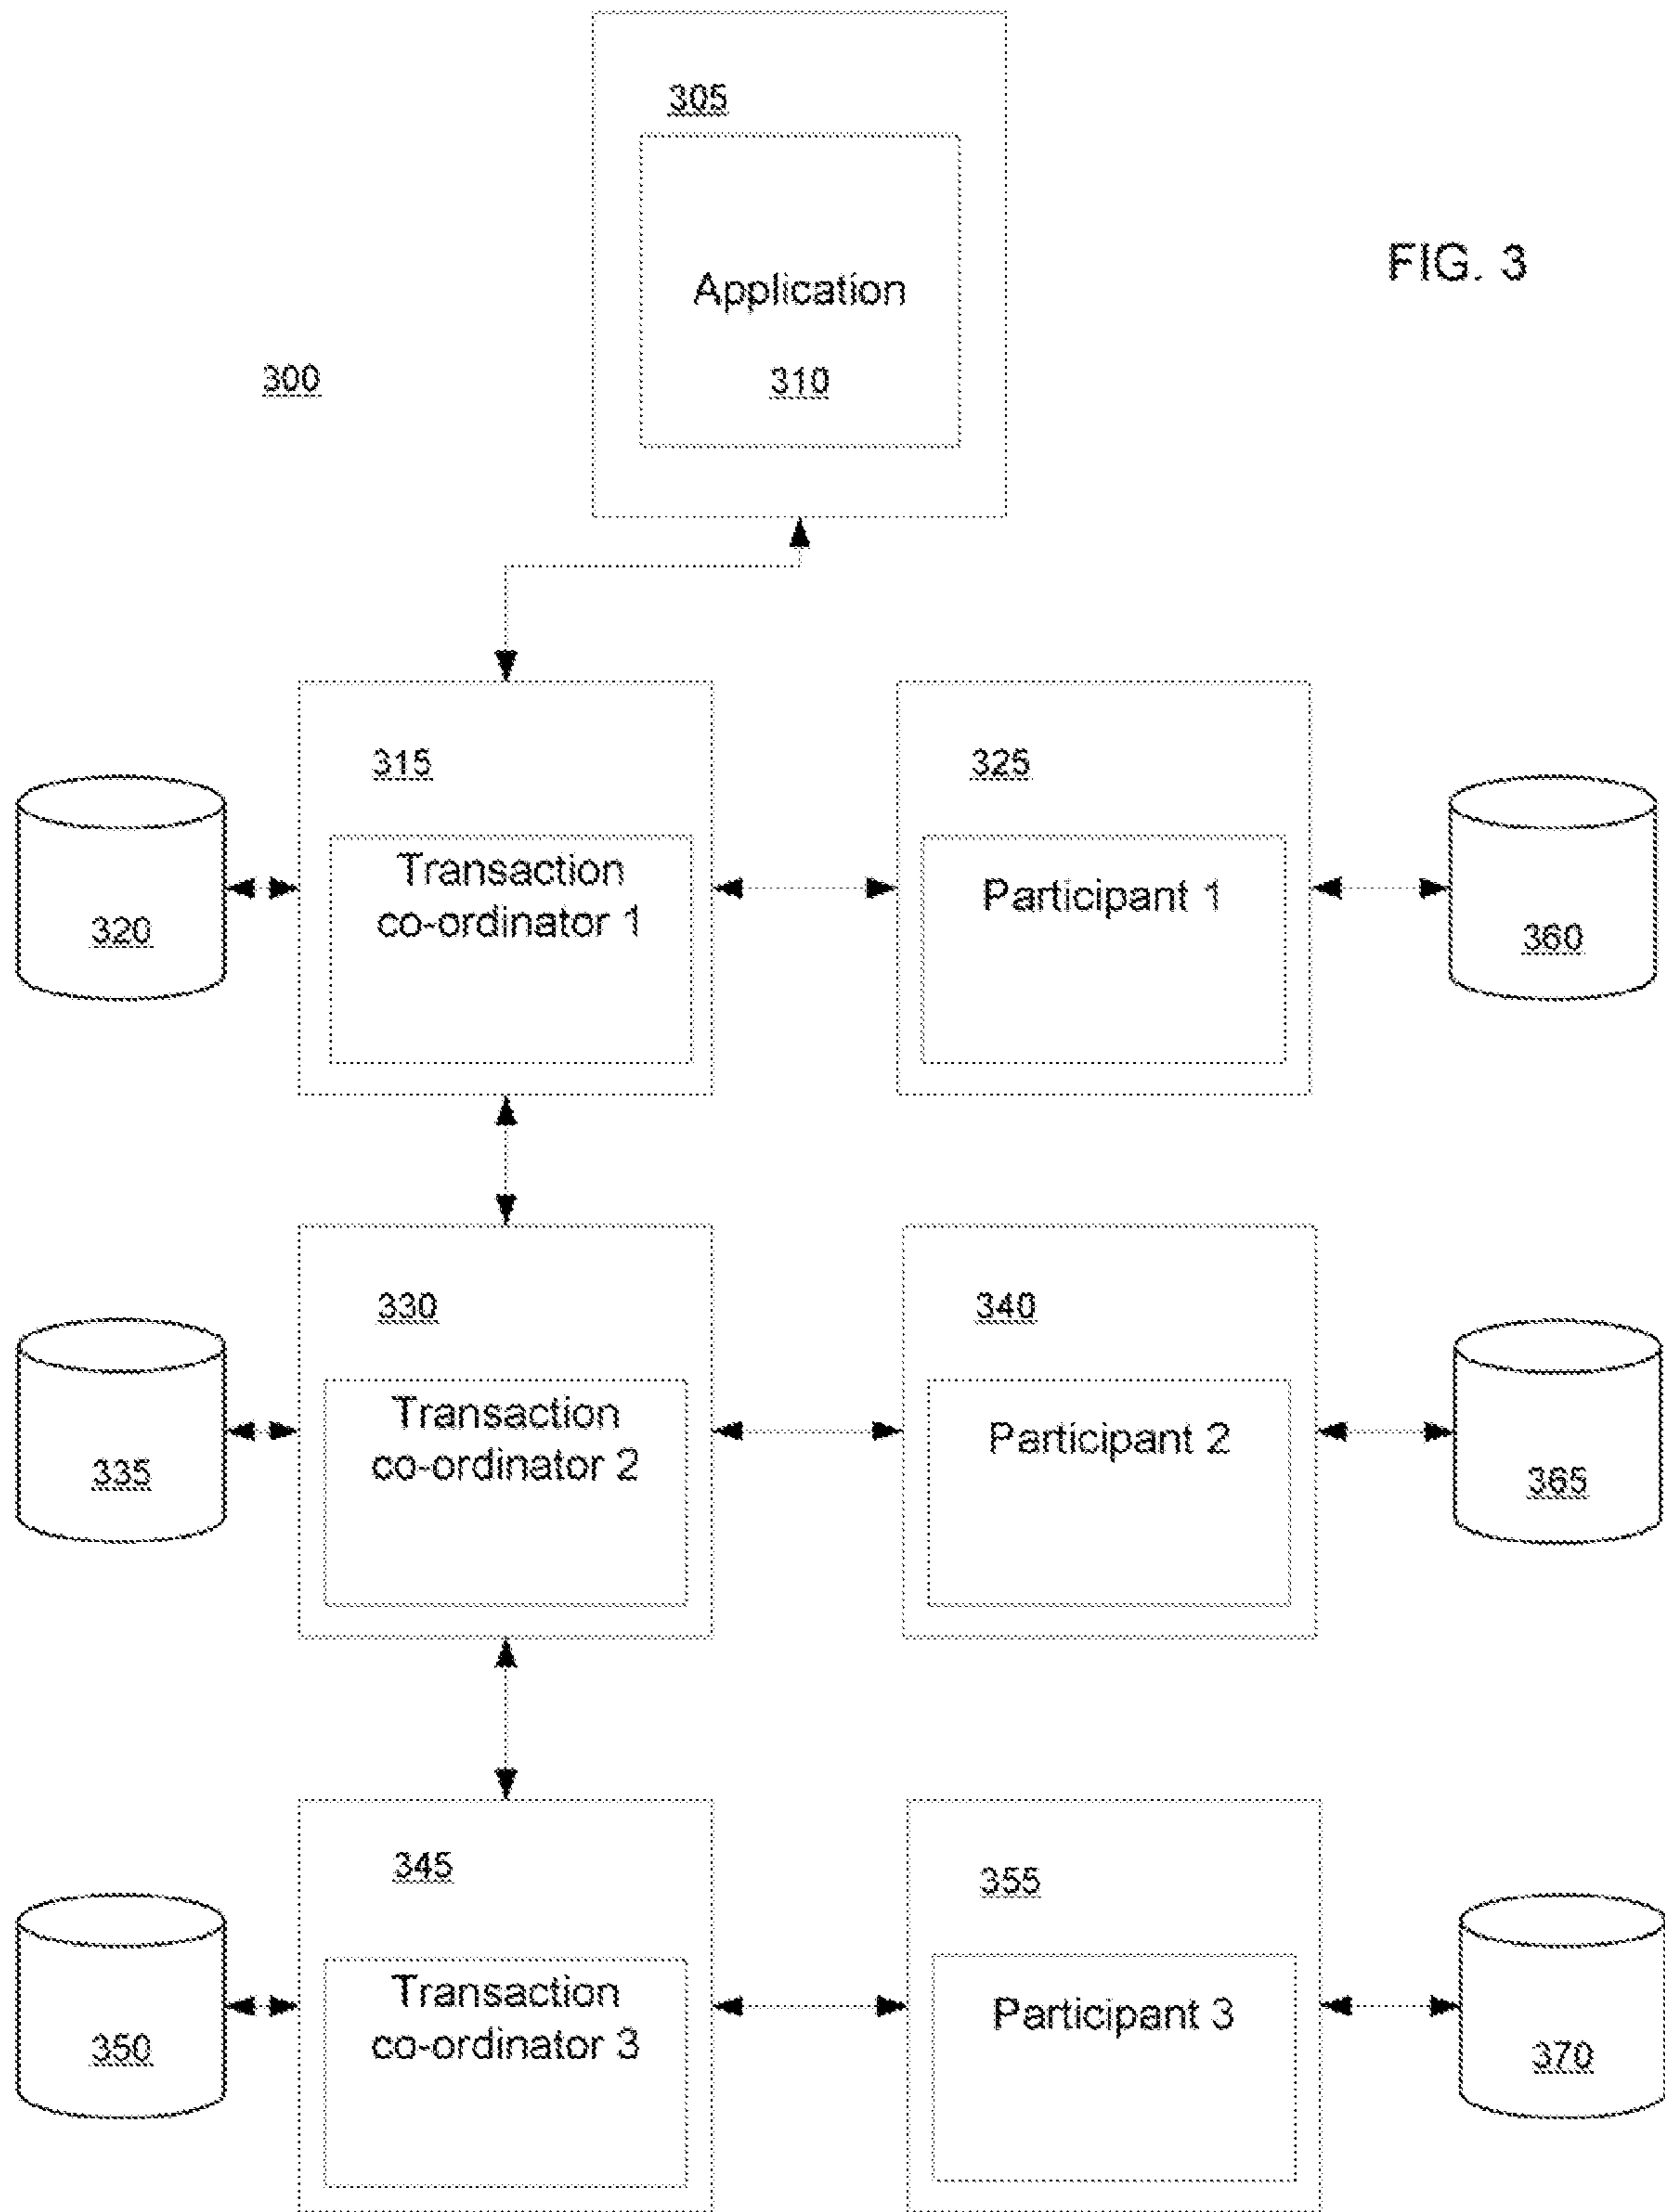 305
Application
FIG. 3
300
310
315
325
Transaction
co-ordinator 1
Participant 1
320
360
330
340
Transaction
co-ordinator 2
Participant 2
335
365
345
355
Transaction
co-ordinator 3
Participant 3
350
370